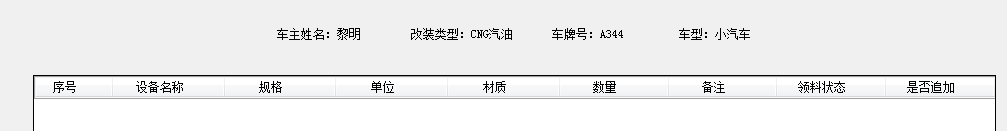 车主姓名：黎明 改装类型：CNG汽油 车牌号：A344 车型：小汽车
序号 设备名称 规格 单位 材质 数量 备注 领料状态 是否追加